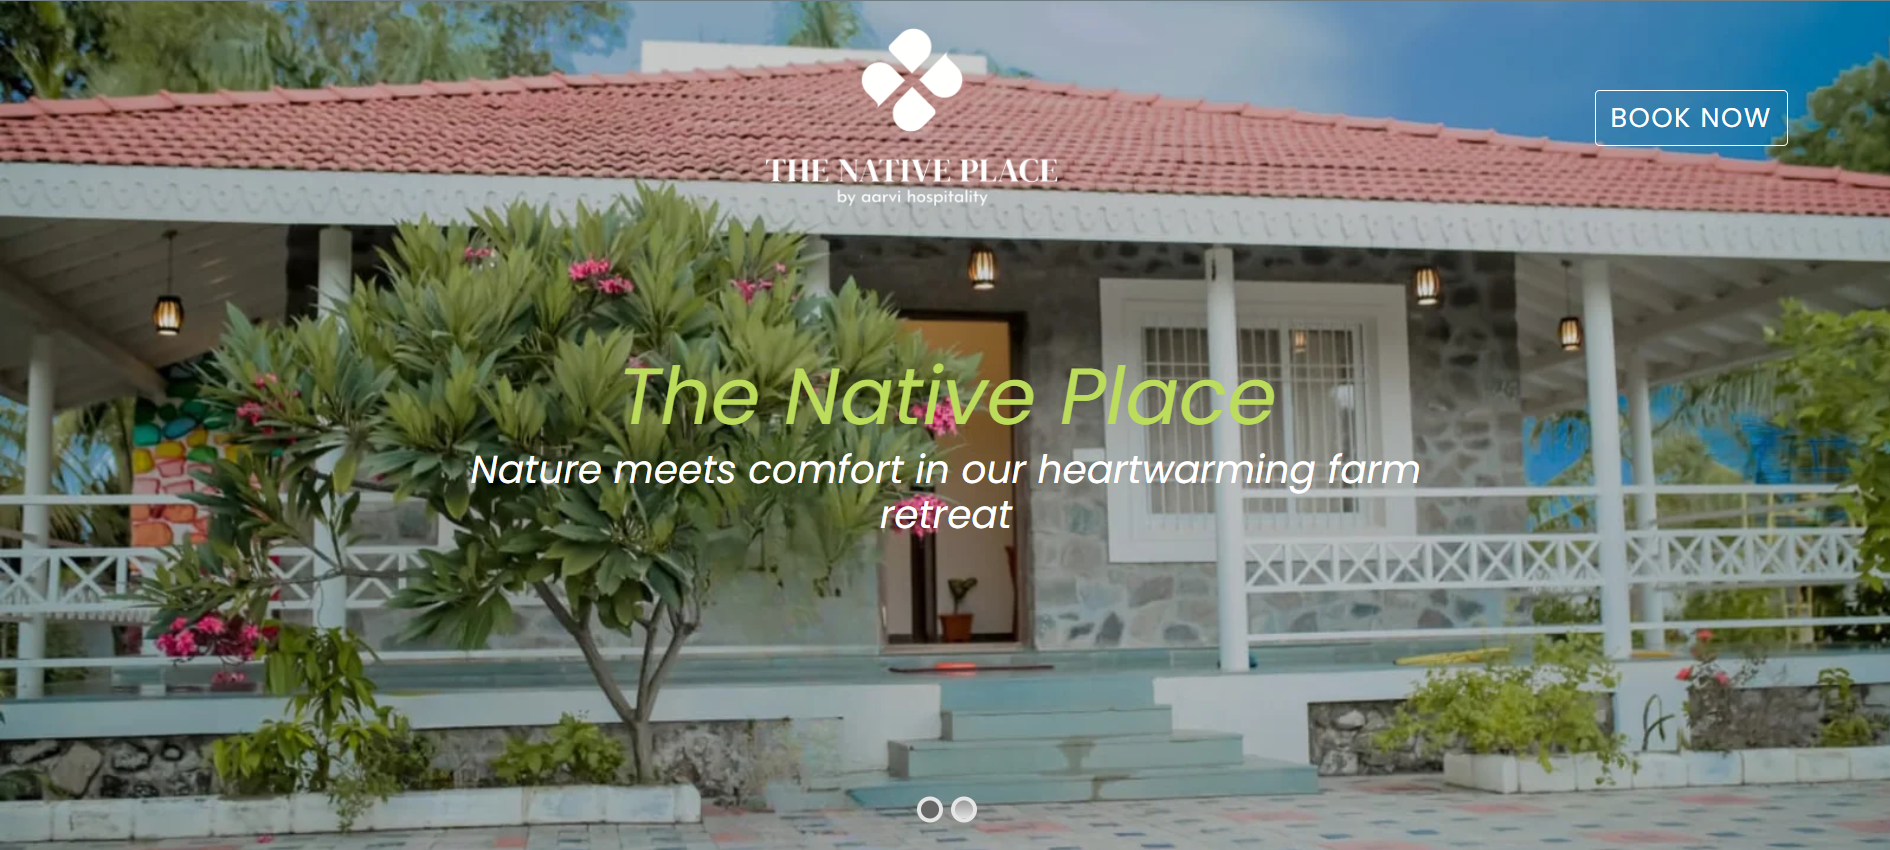 THE NATIVE PLACE
by aarvi hospitality
BOOK NOW
The Native Place
Nature meets comfort in our heartwarming farm
retreat